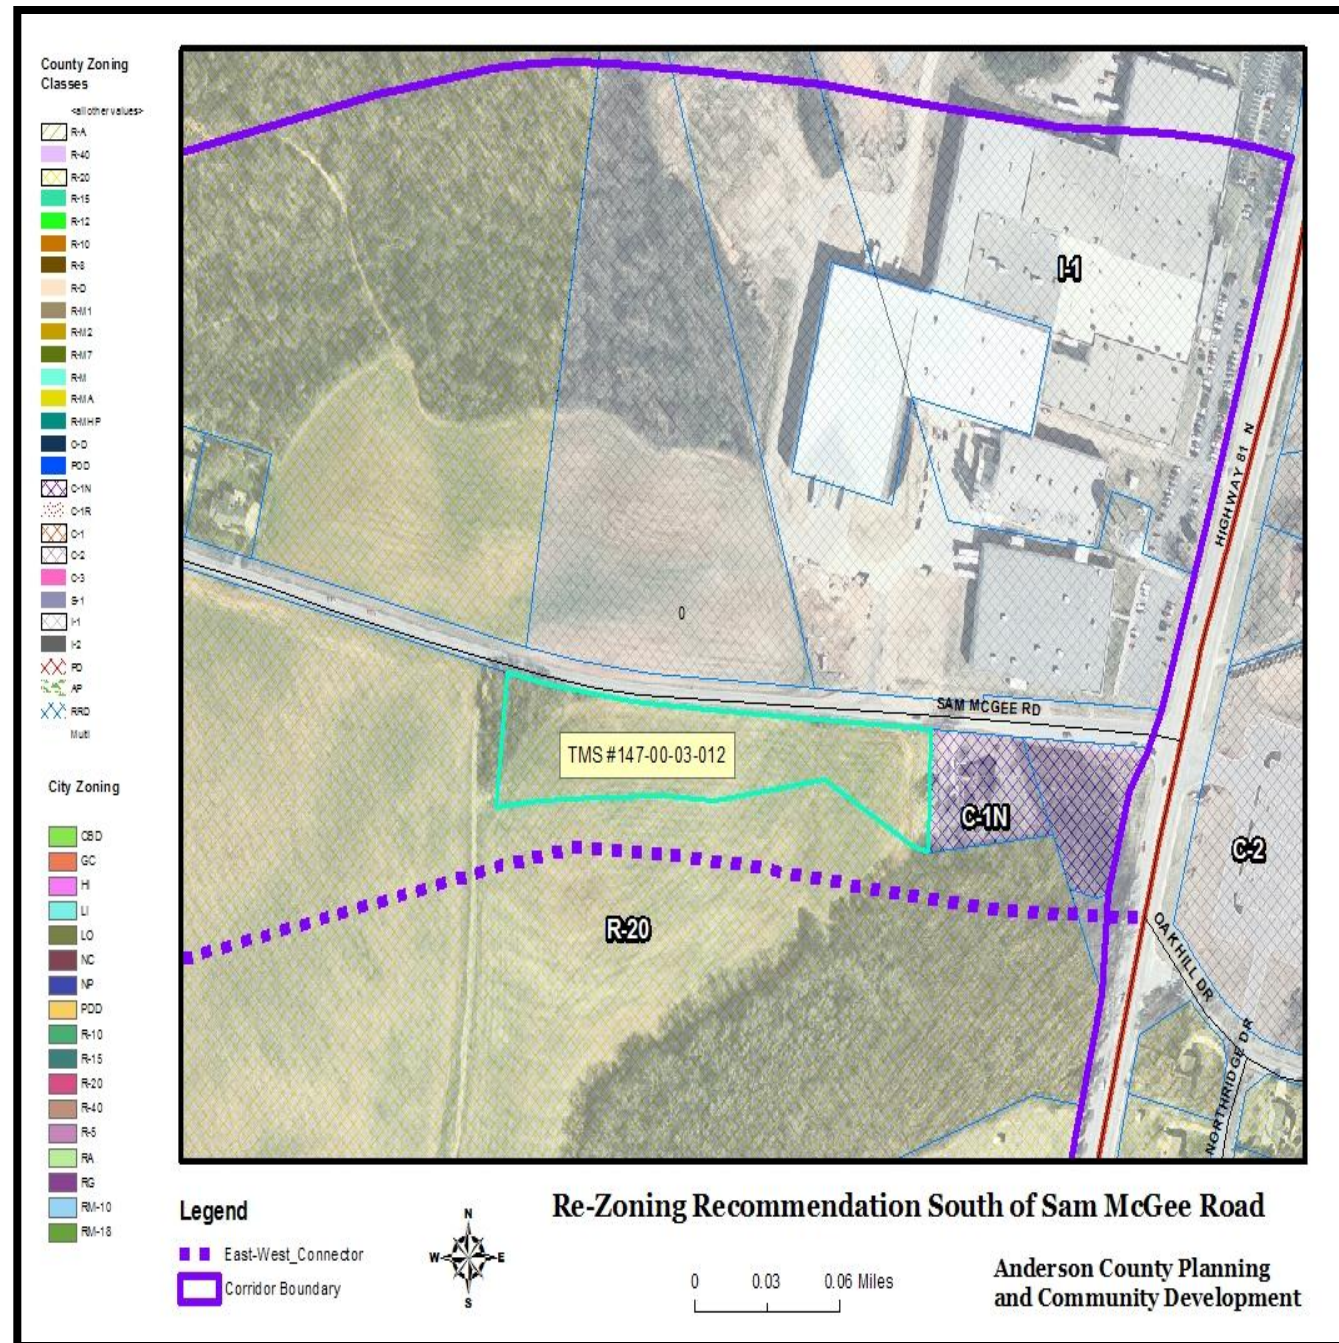 County Zoning
Classes
<all other values>
R-A
R-40
R-20
R-15
R-12
R-10
R-8
R-D
R-M1
R-M2
R-M7
R-M
R-MA
R-MHP
O-D
POD
C-1N
C-1R
C-1
C-2
C-3
S-1
I-1
I-2
PD
AP
RRD
Multi
City Zoning
CBD
GC
HI
LI
LO
NC
NP
PDD
R-10
R-15
R-20
R-40
R-5
RA
RG
RM-10
RM-18
I-1
HIGHWAY 81 N
0
SAM MCGEE RD
TMS #147-00-03-012
C-1N
C-2
R-20
OAK HILL DR
NORTHRIDGE DR
Legend
East-West_Connector
Corridor Boundary
N
W
E
S
Re-Zoning Recommendation South of Sam McGee Road
0 0.03 0.06 Miles
Anderson County Planning
and Community Development